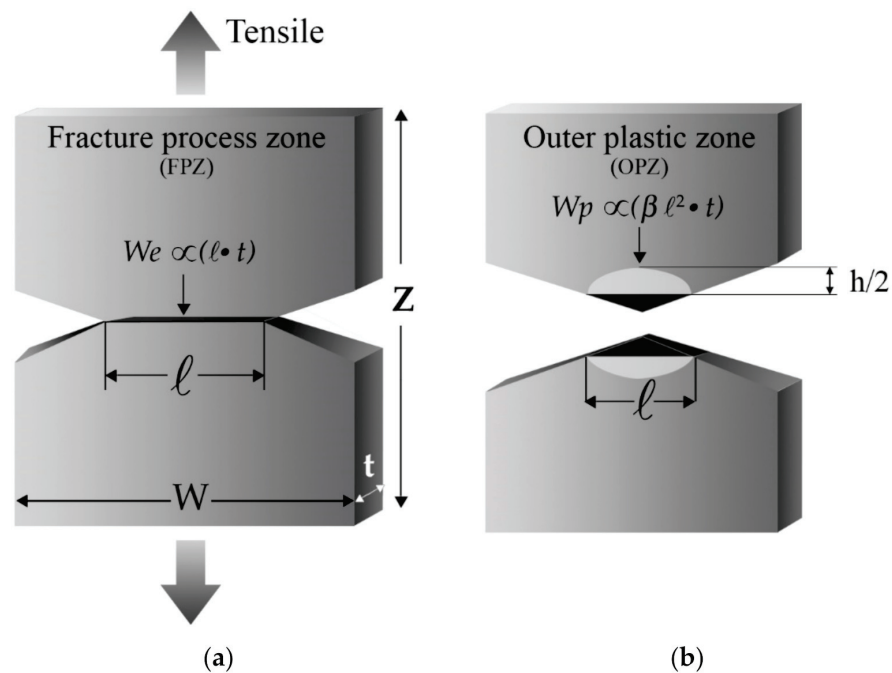 Tensile
Fracture process zone
(FPZ)
We ∝(ℓ• t)
ℓ
W
t
Z
(a)
Outer plastic zone
(OPZ)
Wp ∝(β ℓ²• t)
h/2
ℓ
(b)